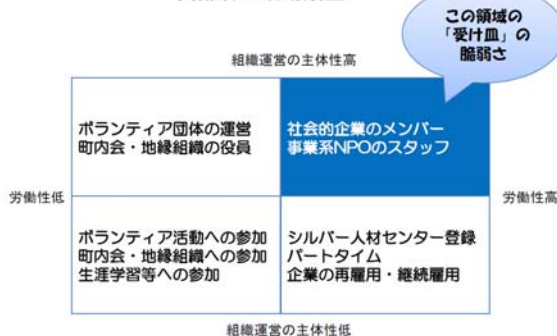 この領域の
「受け皿」の
脆弱さ
組織運営の主体性高
ボランティア団体の運営
町内会・地縁組織の役員
社会的企業のメンバー
事業系NPOのスタッフ
労働性低
労働性高
ボランティア活動への参加
町内会・地縁組織への参加
生涯学習等への参加
シルバー人材センター登録
パートタイム
企業の再雇用・継続雇用
組織運営の主体性低